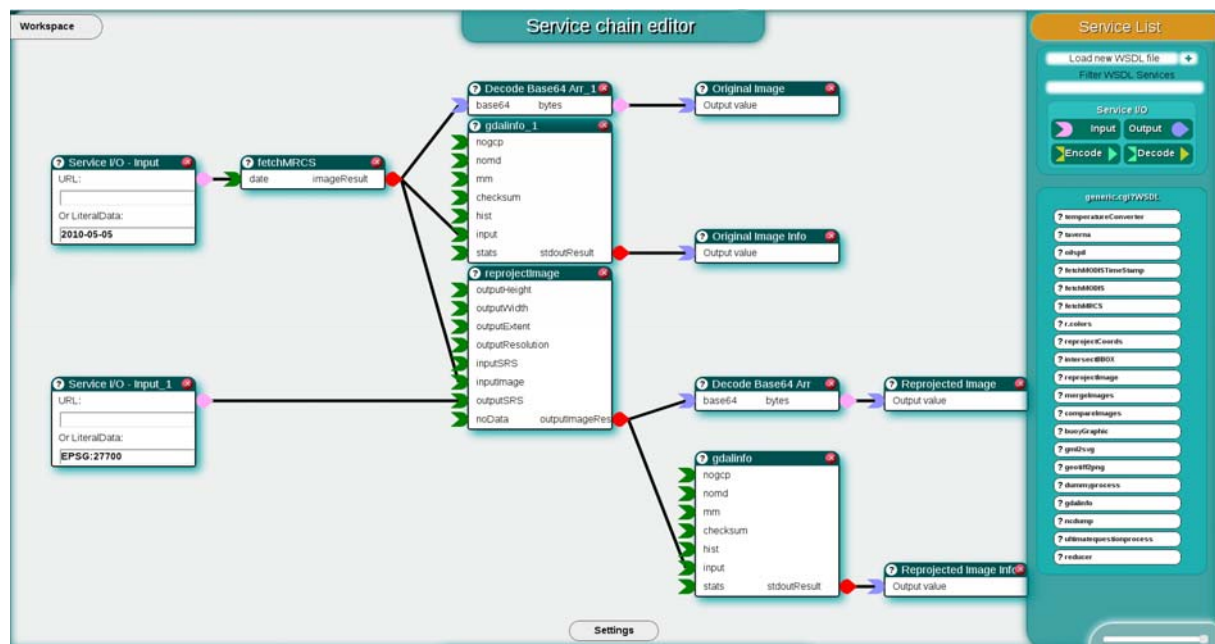 Workspace
Service chain editor
Service I/O - Input
URL:
Or LiteralData:
2010-05-05
fetchMRCS
date imageResult
Decode Base64 Arr_1
base64 bytes
Original Image
Output value
gdalinfo_1
nogcp
nomd
mm
checksum
hist
input
stats stdoutResult
Original Image Info
Output value
reprojectImage
outputHeight
outputWidth
outputExtent
outputResolution
inputSRS
inputImage
outputSRS
noData outputImageRes
Service I/O - Input_1
URL:
Or LiteralData:
EPSG:27700
Decode Base64 Arr
base64 bytes
Reprojected Image
Output value
gdalinfo
nogcp
nomd
mm
checksum
hist
input
stats stdoutResult
Reprojected Image Info
Output value
Settings
Service List
Load new WSDL file +
Filter WSDL Services
Service I/O
Input Output
Encode Decode
generic.cgi?WSDL
? temperatureConverter
? taverna
? fetchMODISTimeStamp
? fetchMODIS
? fetchMRCS
? r.colors
? reprojectCoords
? intersectBBOX
? reprojectImage
? mergeImages
? compareImages
? buoyGraphic
? gml2svg
? geotiff2png
? dummyprocess
? gdalinfo
? ncdump
? ultimatequestionprocess
? reducer